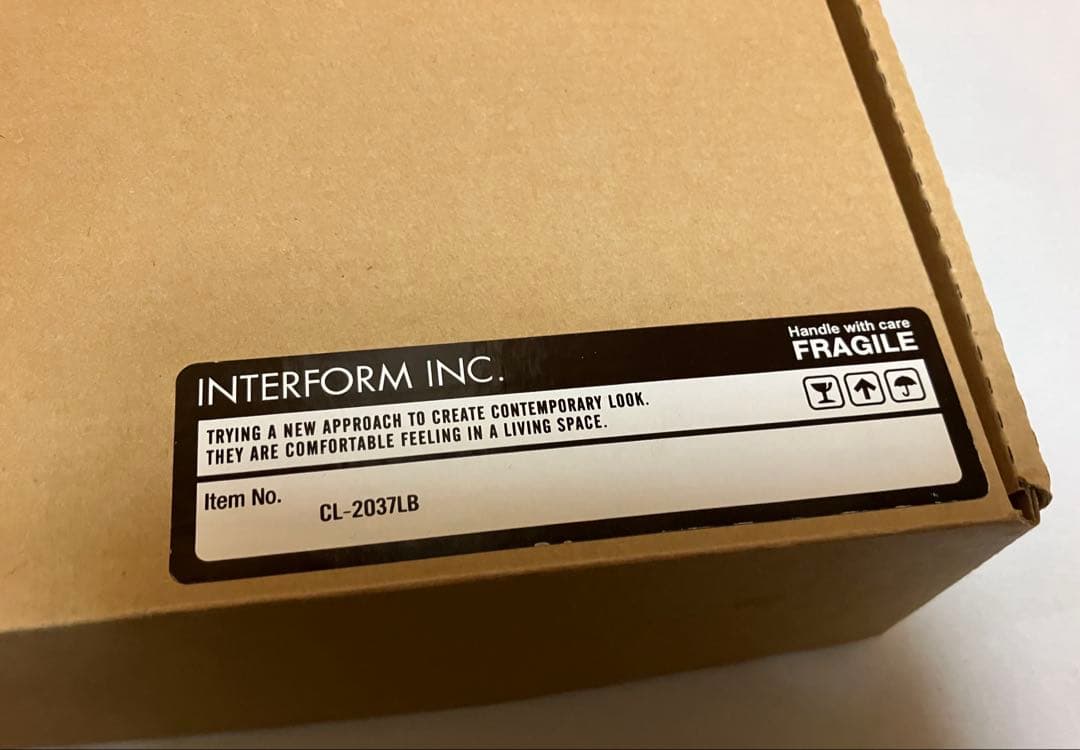 INTERFORM INC.
Handle with care
FRAGILE
TRYING A NEW APPROACH TO CREATE CONTEMPORARY LOOK.
THEY ARE COMFORTABLE FEELING IN A LIVING SPACE.
Item No.
CL-2037LB